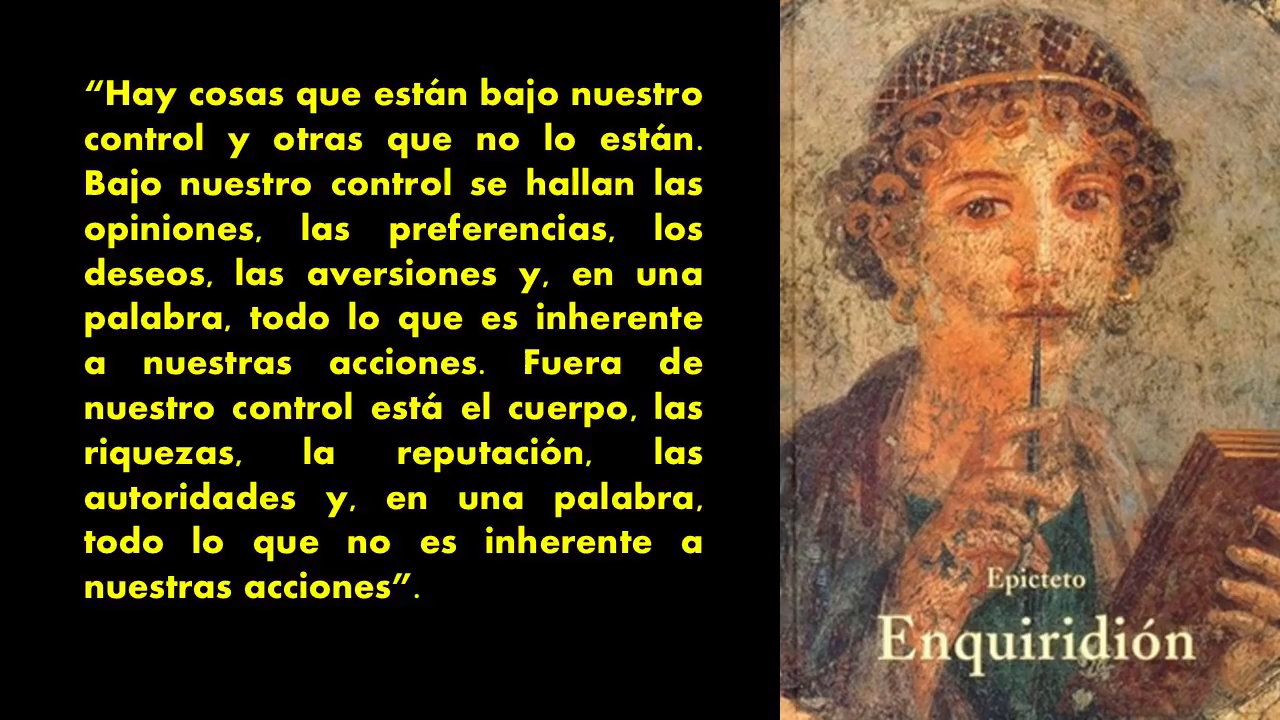 “Hay cosas que están bajo nuestro
control y otras que no lo están.
Bajo nuestro control se hallan las
opiniones, las preferencias, los
deseos, las aversiones y, en una
palabra, todo lo que es inherente
a nuestras acciones. Fuera de
nuestro control está el cuerpo, las
riquezas, la reputación, las
autoridades y, en una palabra,
todo lo que no es inherente a
nuestras acciones”.
Epicteto
Enquiridión